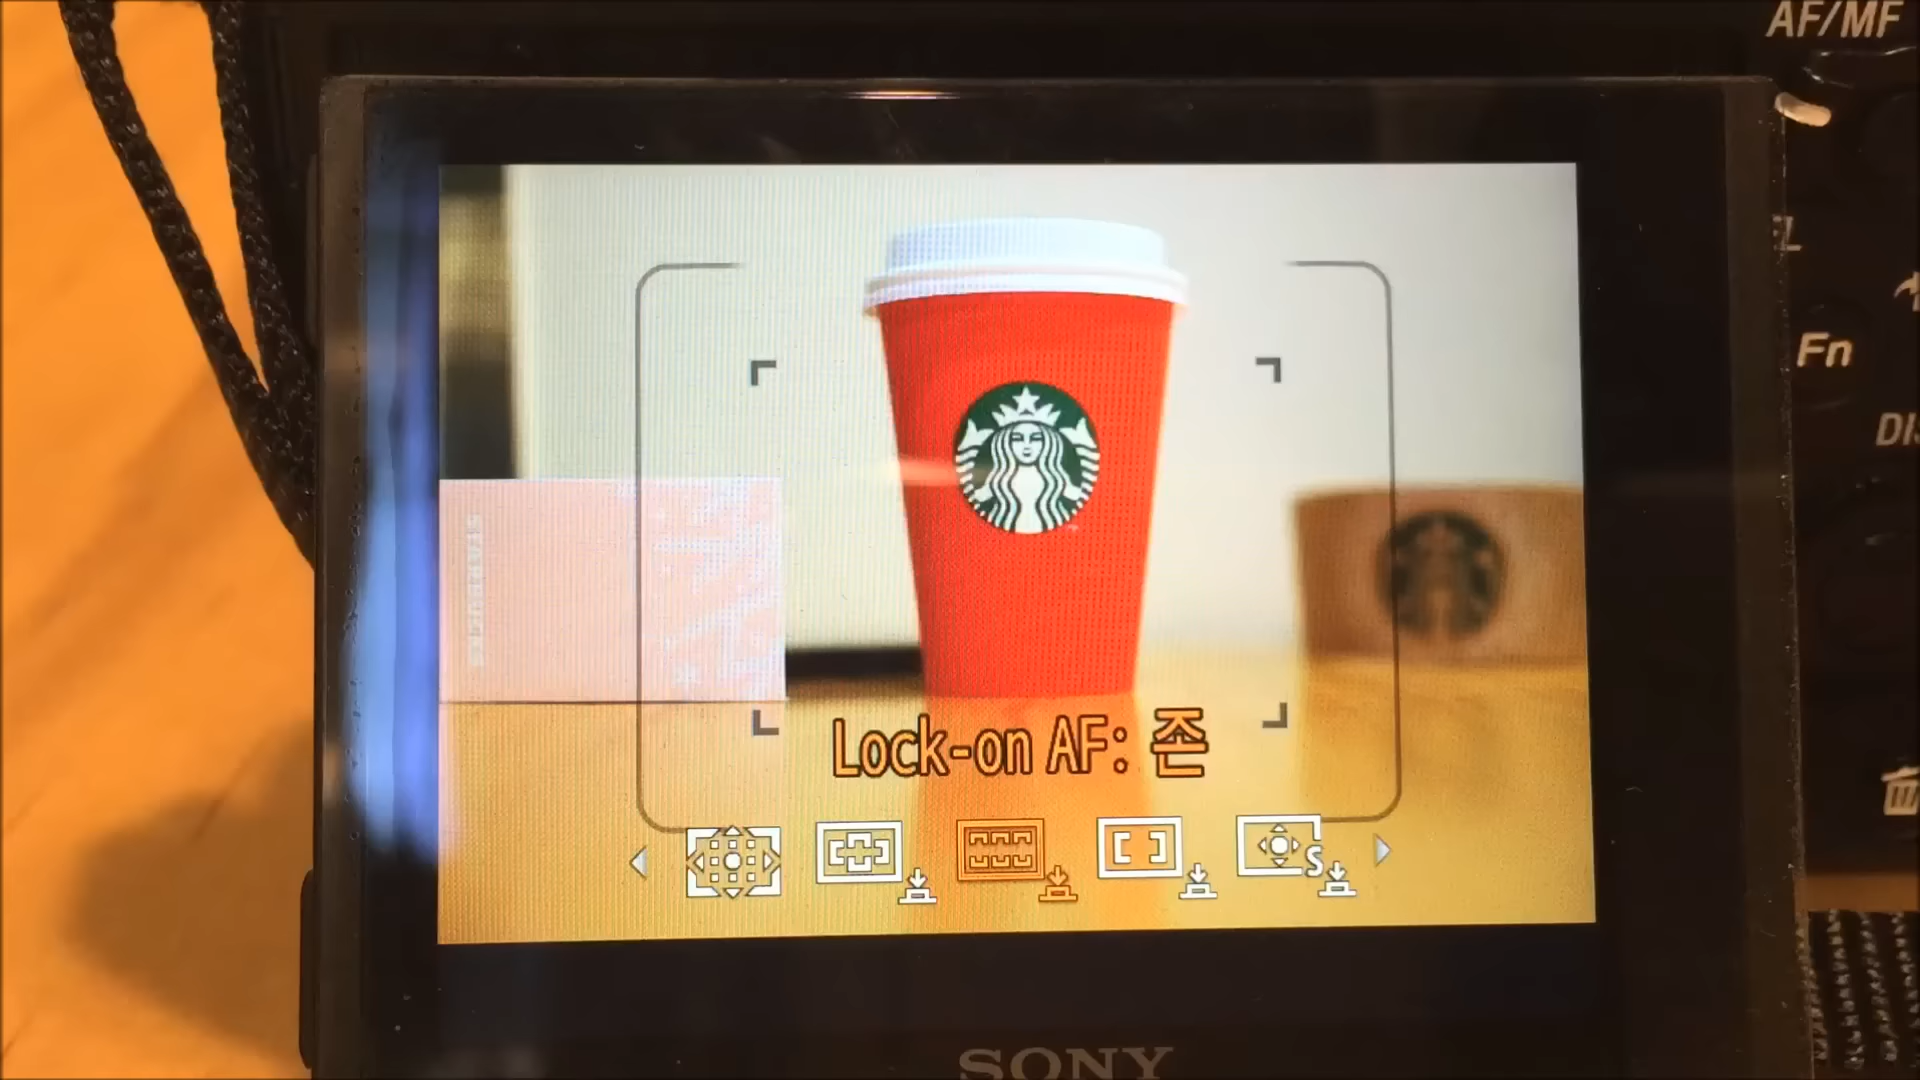 AF/MF
Fn
Lock-on AF: 존
S
SONY